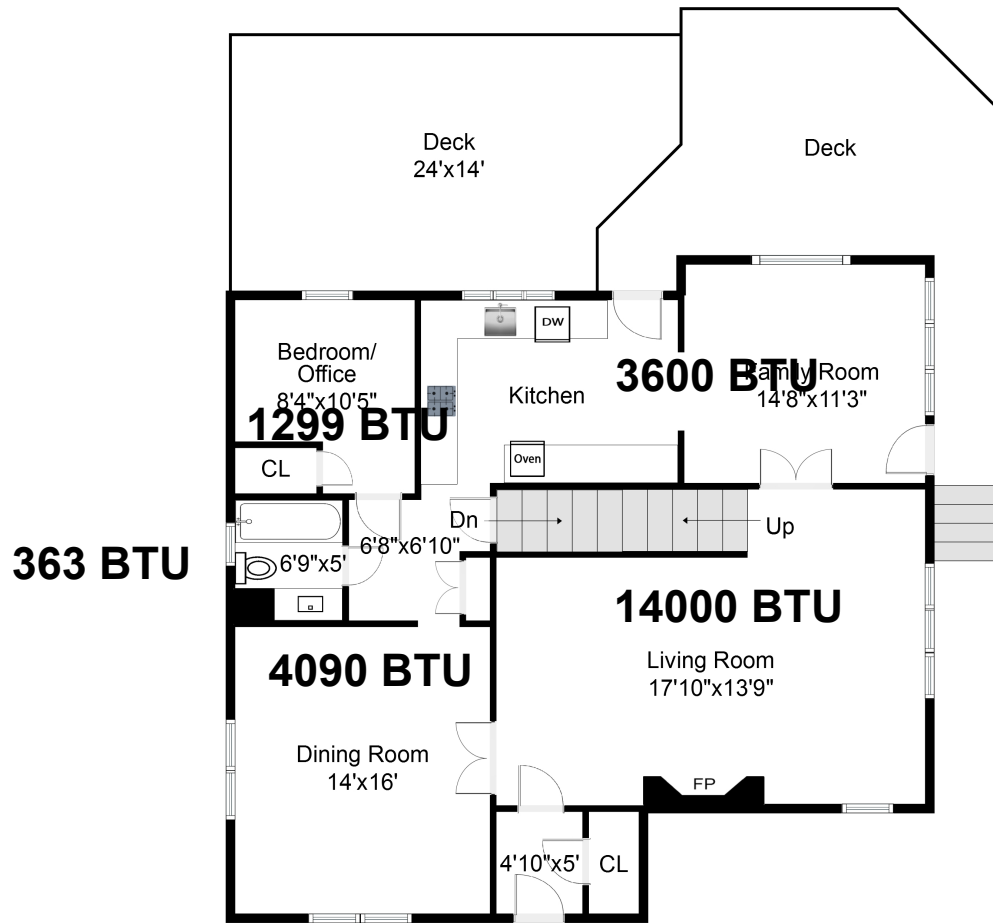 Deck
24'x14'
Deck
DW
Bedroom/
Office
8'4"x10'5"
1299 BTU
Kitchen
3600 BTU
Family Room
14'8"x11'3"
CL
Oven
Dn
Up
6'8"x6'10"
363 BTU
6'9"x5'
14000 BTU
4090 BTU
Living Room
17'10"x13'9"
Dining Room
14'x16'
FP
4'10"x5'
CL